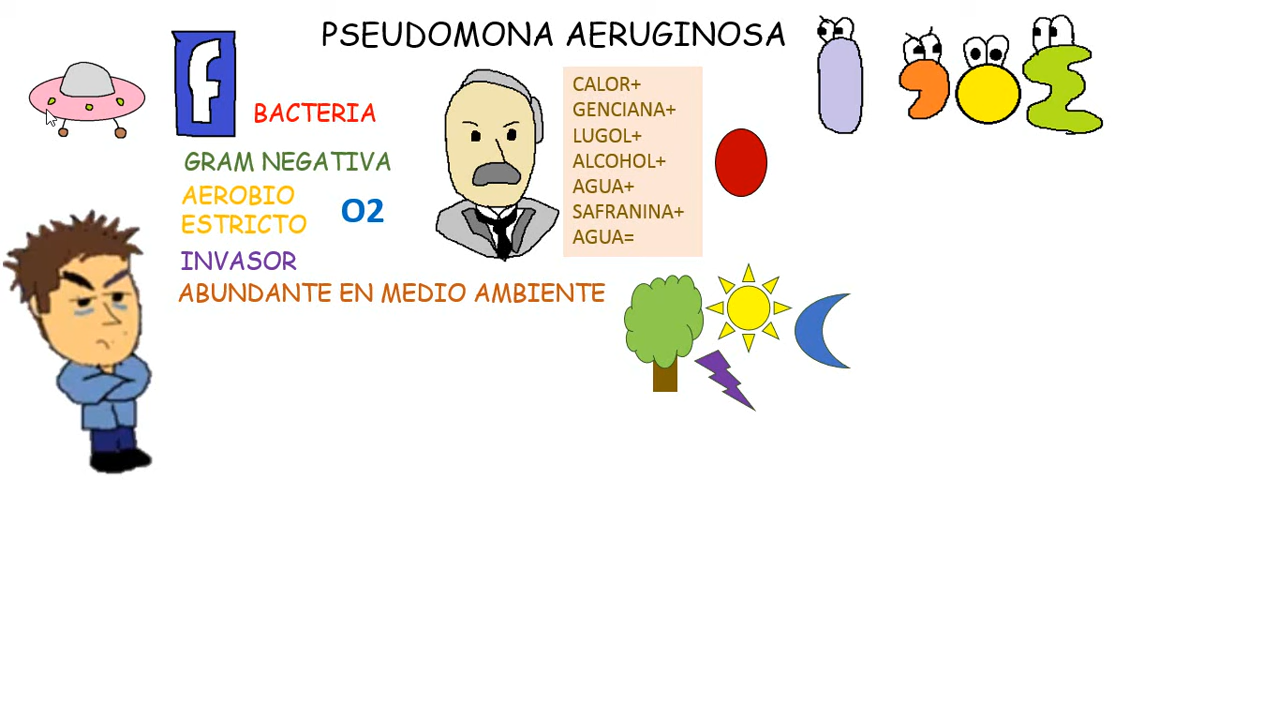 PSEUDOMONA AERUGINOSA
f
BACTERIA
GRAM NEGATIVA
AEROBIO
ESTRICTO
O2
INVASOR
ABUNDANTE EN MEDIO AMBIENTE
CALOR+
GENCIANA+
LUGOL+
ALCOHOL+
AGUA+
SAFRANINA+
AGUA=